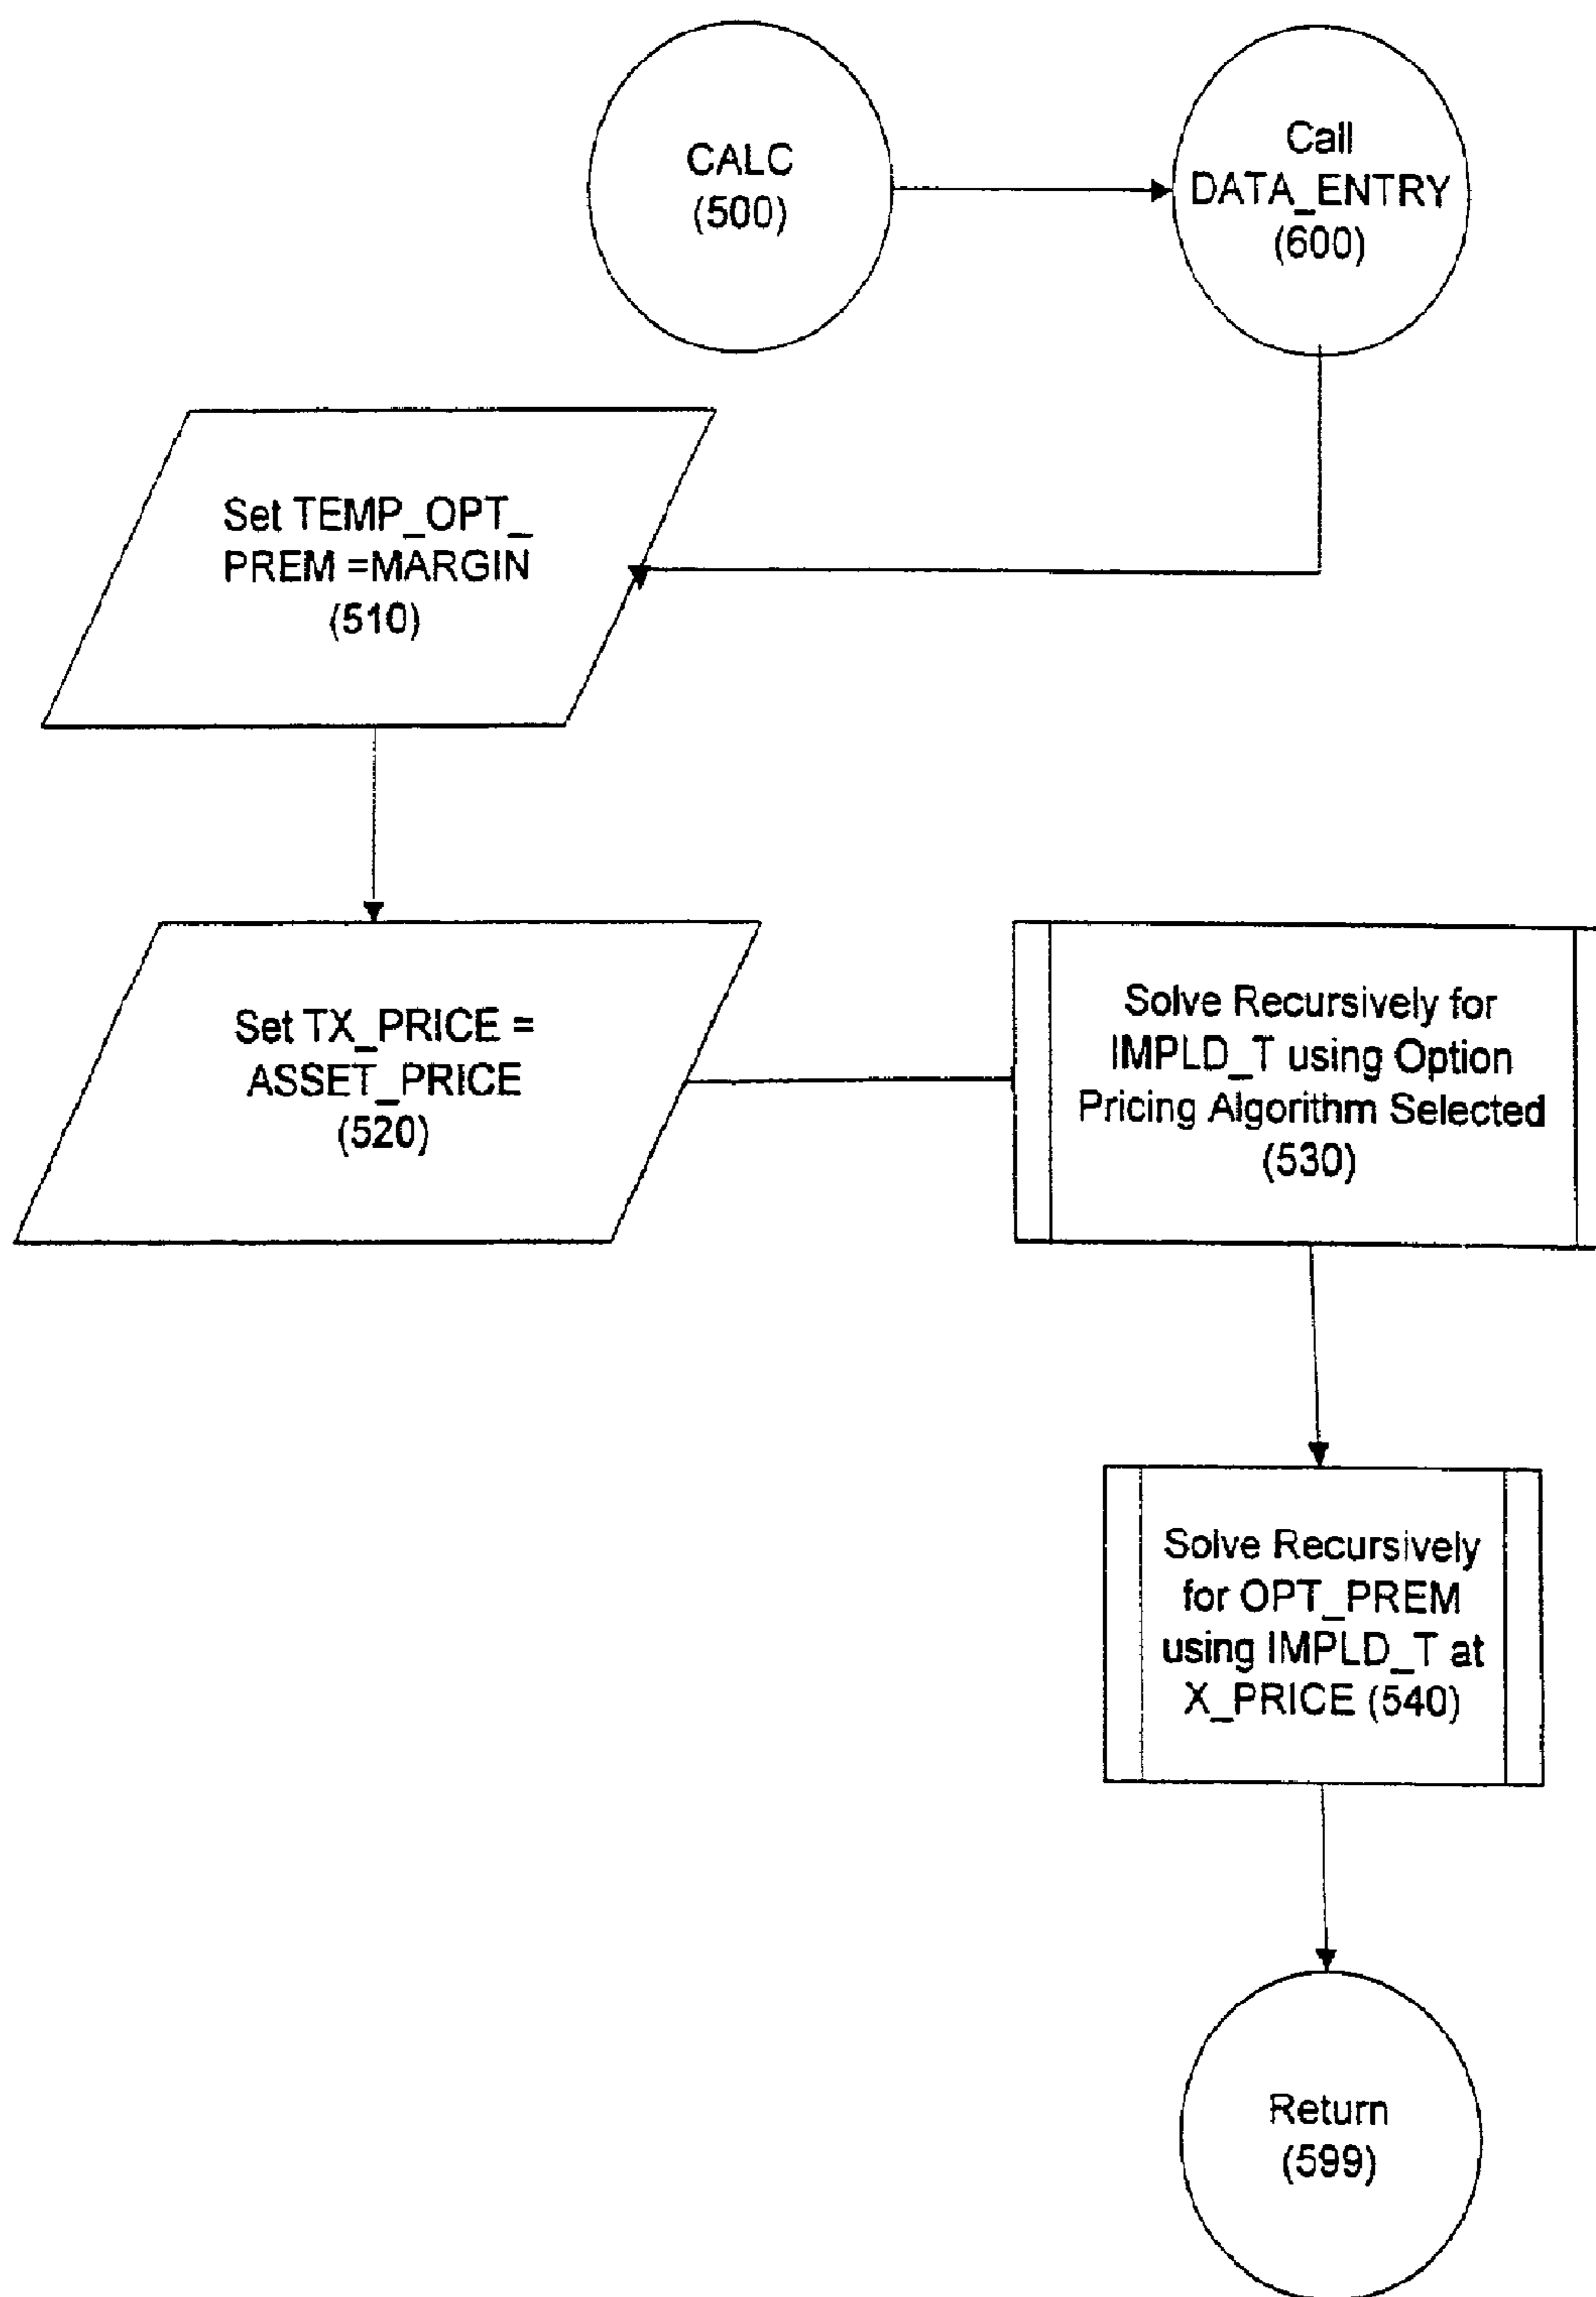 CALC
(500)
Call
DATA_ENTRY
(600)
Set TEMP_OPT_
PREM =MARGIN
(510)
Set TX_PRICE =
ASSET_PRICE
(520)
Solve Recursively for
IMPLD_T using Option
Pricing Algorithm Selected
(530)
Solve Recursively
for OPT_PREM
using IMPLD_T at
X_PRICE (540)
Return
(599)